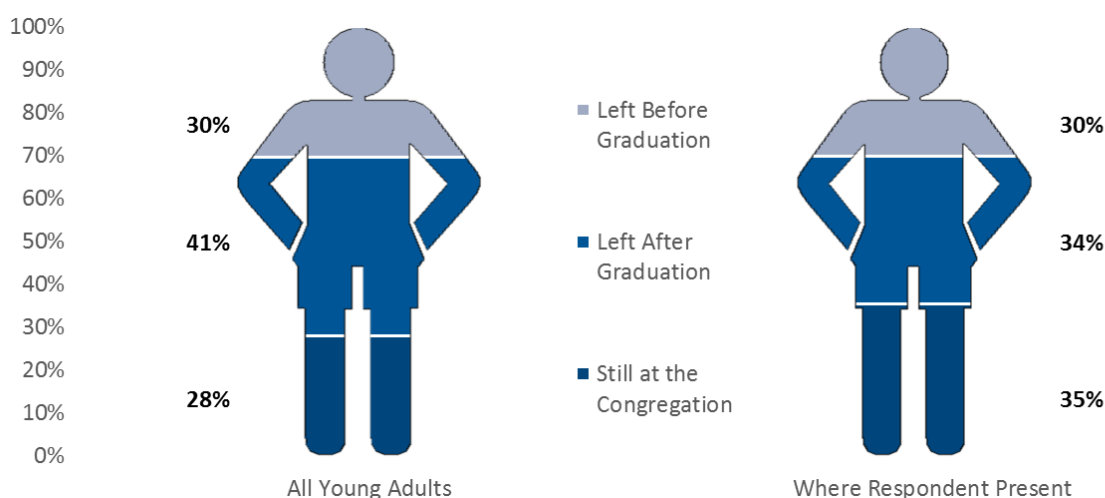 100%
90%
80%
70%
60%
50%
40%
30%
20%
10%
0%
30%
41%
28%
All Young Adults
Left Before
Graduation
Left After
Graduation
Still at the
Congregation
30%
34%
35%
Where Respondent Present